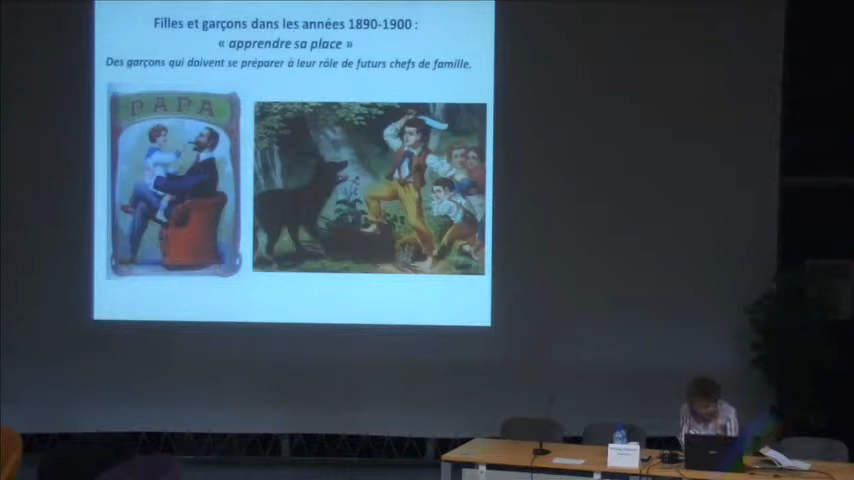 Filles et garçons dans les années 1890-1900 :
« apprendre sa place »
Des garçons qui doivent se préparer à leur rôle de futurs chefs de famille.
PAPA